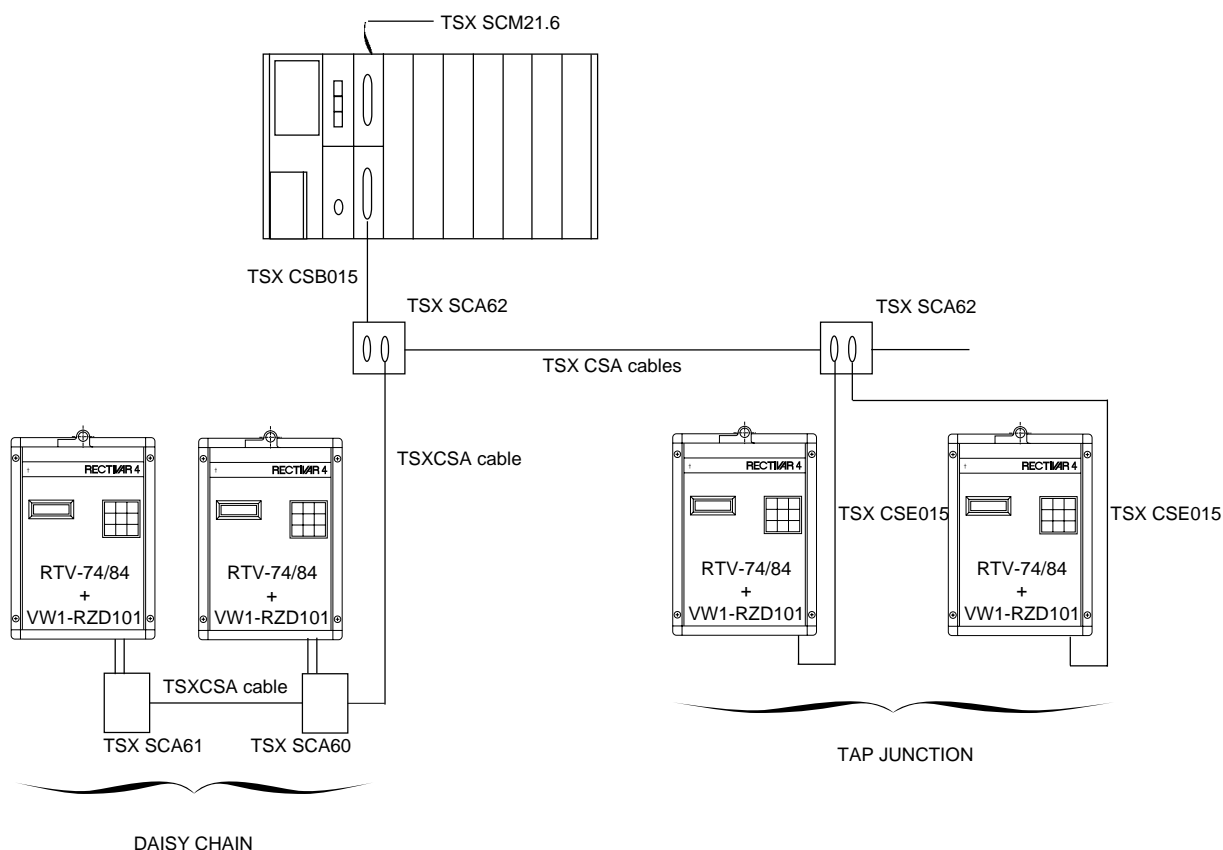 TSX SCM21.6
TSX CSB015
TSX SCA62
TSX SCA62
TSX CSA cables
TSXCSA cable
RECTIVAR 4
RTV-74/84
+
VW1-RZD101
RECTIVAR 4
RTV-74/84
+
VW1-RZD101
RECTIVAR 4
RTV-74/84
+
VW1-RZD101
TSX CSE015
RECTIVAR 4
RTV-74/84
+
VW1-RZD101
TSX CSE015
TSXCSA cable
TSX SCA61
TSX SCA60
TAP JUNCTION
DAISY CHAIN